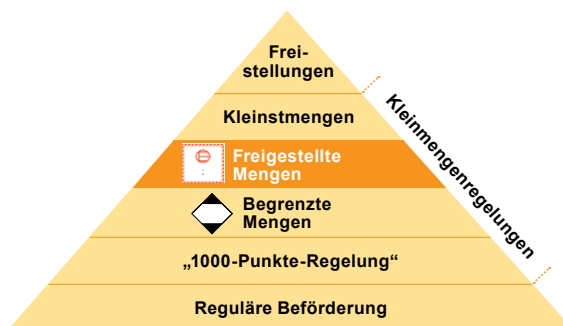 Frei-
stellungen
Kleinstmengen
Freigestellte
Mengen
Begrenzte
Mengen
„1000-Punkte-Regelung“
Reguläre Beförderung
Kleinmengenregelungen